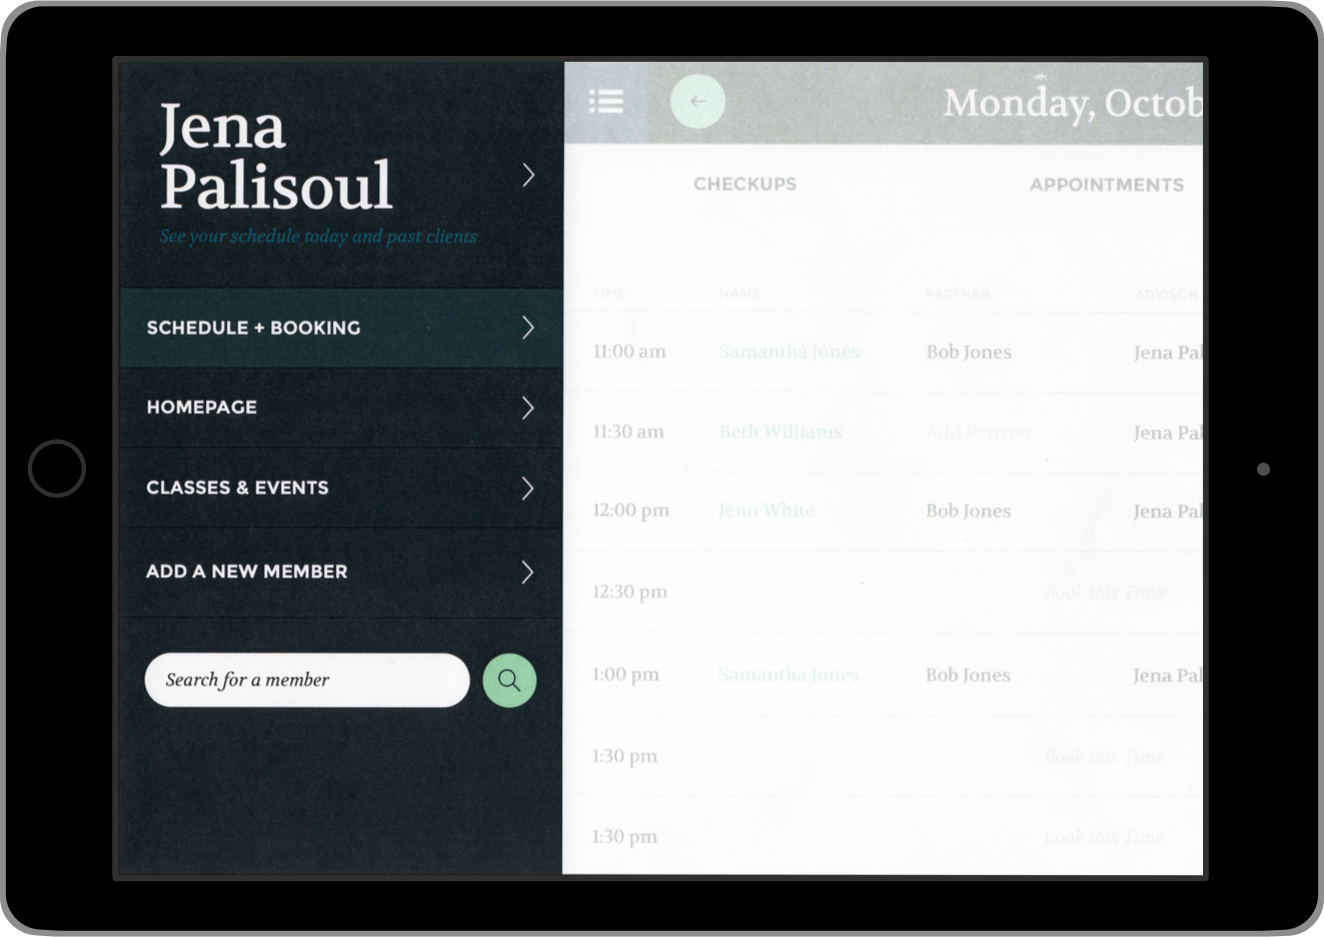 Jena
Palisoul
See your schedule today and past clients
SCHEDULE + BOOKING
HOMEPAGE
CLASSES & EVENTS
ADD A NEW MEMBER
Search for a member
Monday, Octob
CHECKUPS APPOINTMENTS
TIME NAME PARTNER ADVISOR
11:00 am Samantha Jones Bob Jones Jena Pal
11:30 am Beth Williams Add Partner Jena Pal
12:00 pm Jenn White Bob Jones Jena Pal
12:30 pm Book this Time
1:00 pm Samantha Jones Bob Jones Jena Pal
1:30 pm Book this Time
1:30 pm Book this Time